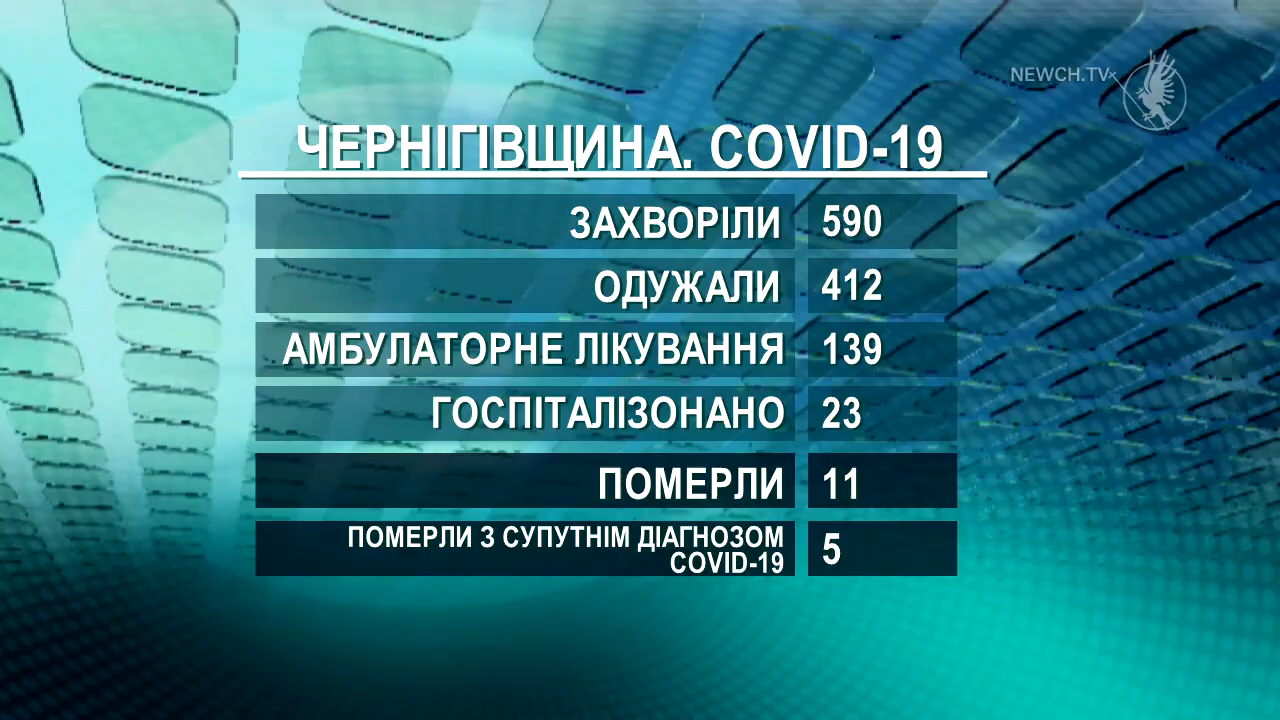 NEWCH.TV
ЧЕРНІГІВЩИНА. COVID-19
ЗАХВОРІЛИ 590
ОДУЖАЛИ 412
АМБУЛАТОРНЕ ЛІКУВАННЯ 139
ГОСПІТАЛІЗОНАНО 23
ПОМЕРЛИ 11
ПОМЕРЛИ З СУПУТНІМ ДІАГНОЗОМ
COVID-19 5